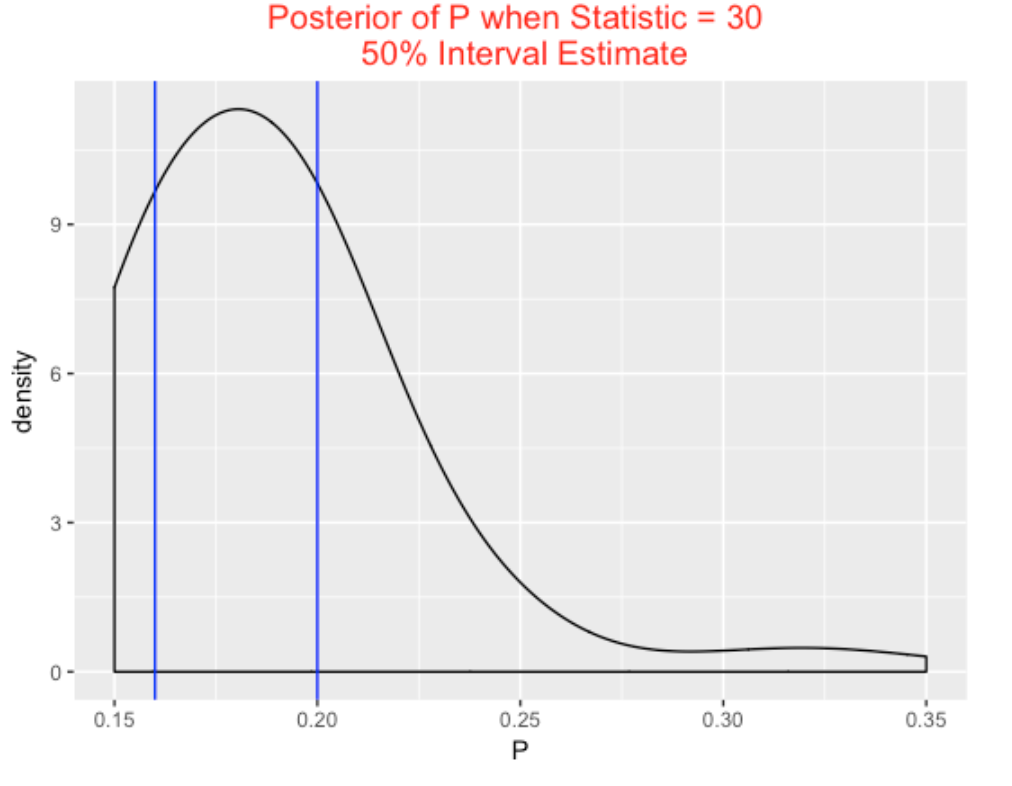 Posterior of P when Statistic = 30
50% Interval Estimate
density
9
6
3
0
0.15 0.20 0.25 0.30 0.35
P